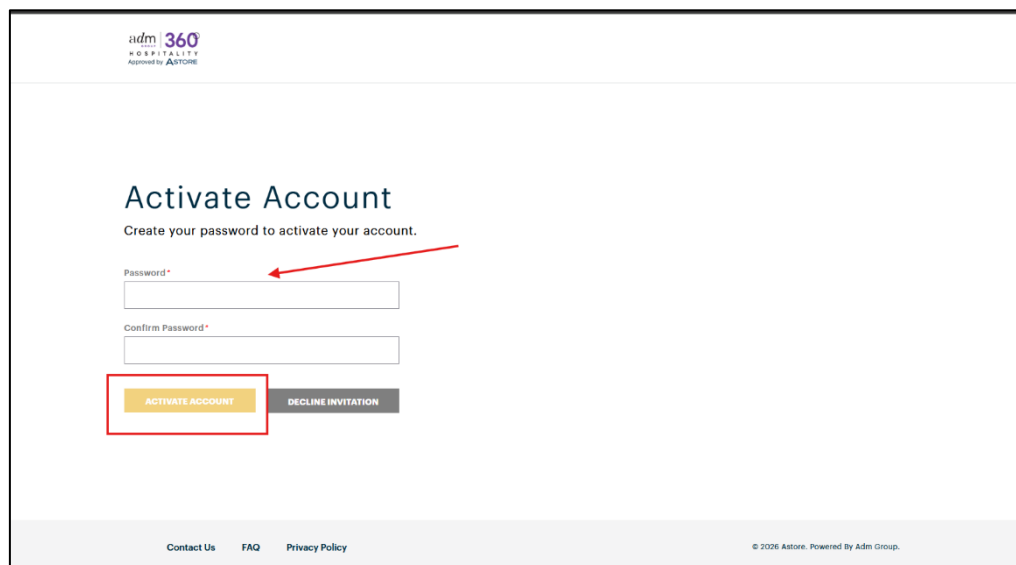 adm 360
GROUP
HOSPITALITY
Approved by ASTORE
Activate Account
Create your password to activate your account.
Password*
Confirm Password*
ACTIVATE ACCOUNT DECLINE INVITATION
Contact Us FAQ Privacy Policy © 2026 Astore. Powered By Adm Group.